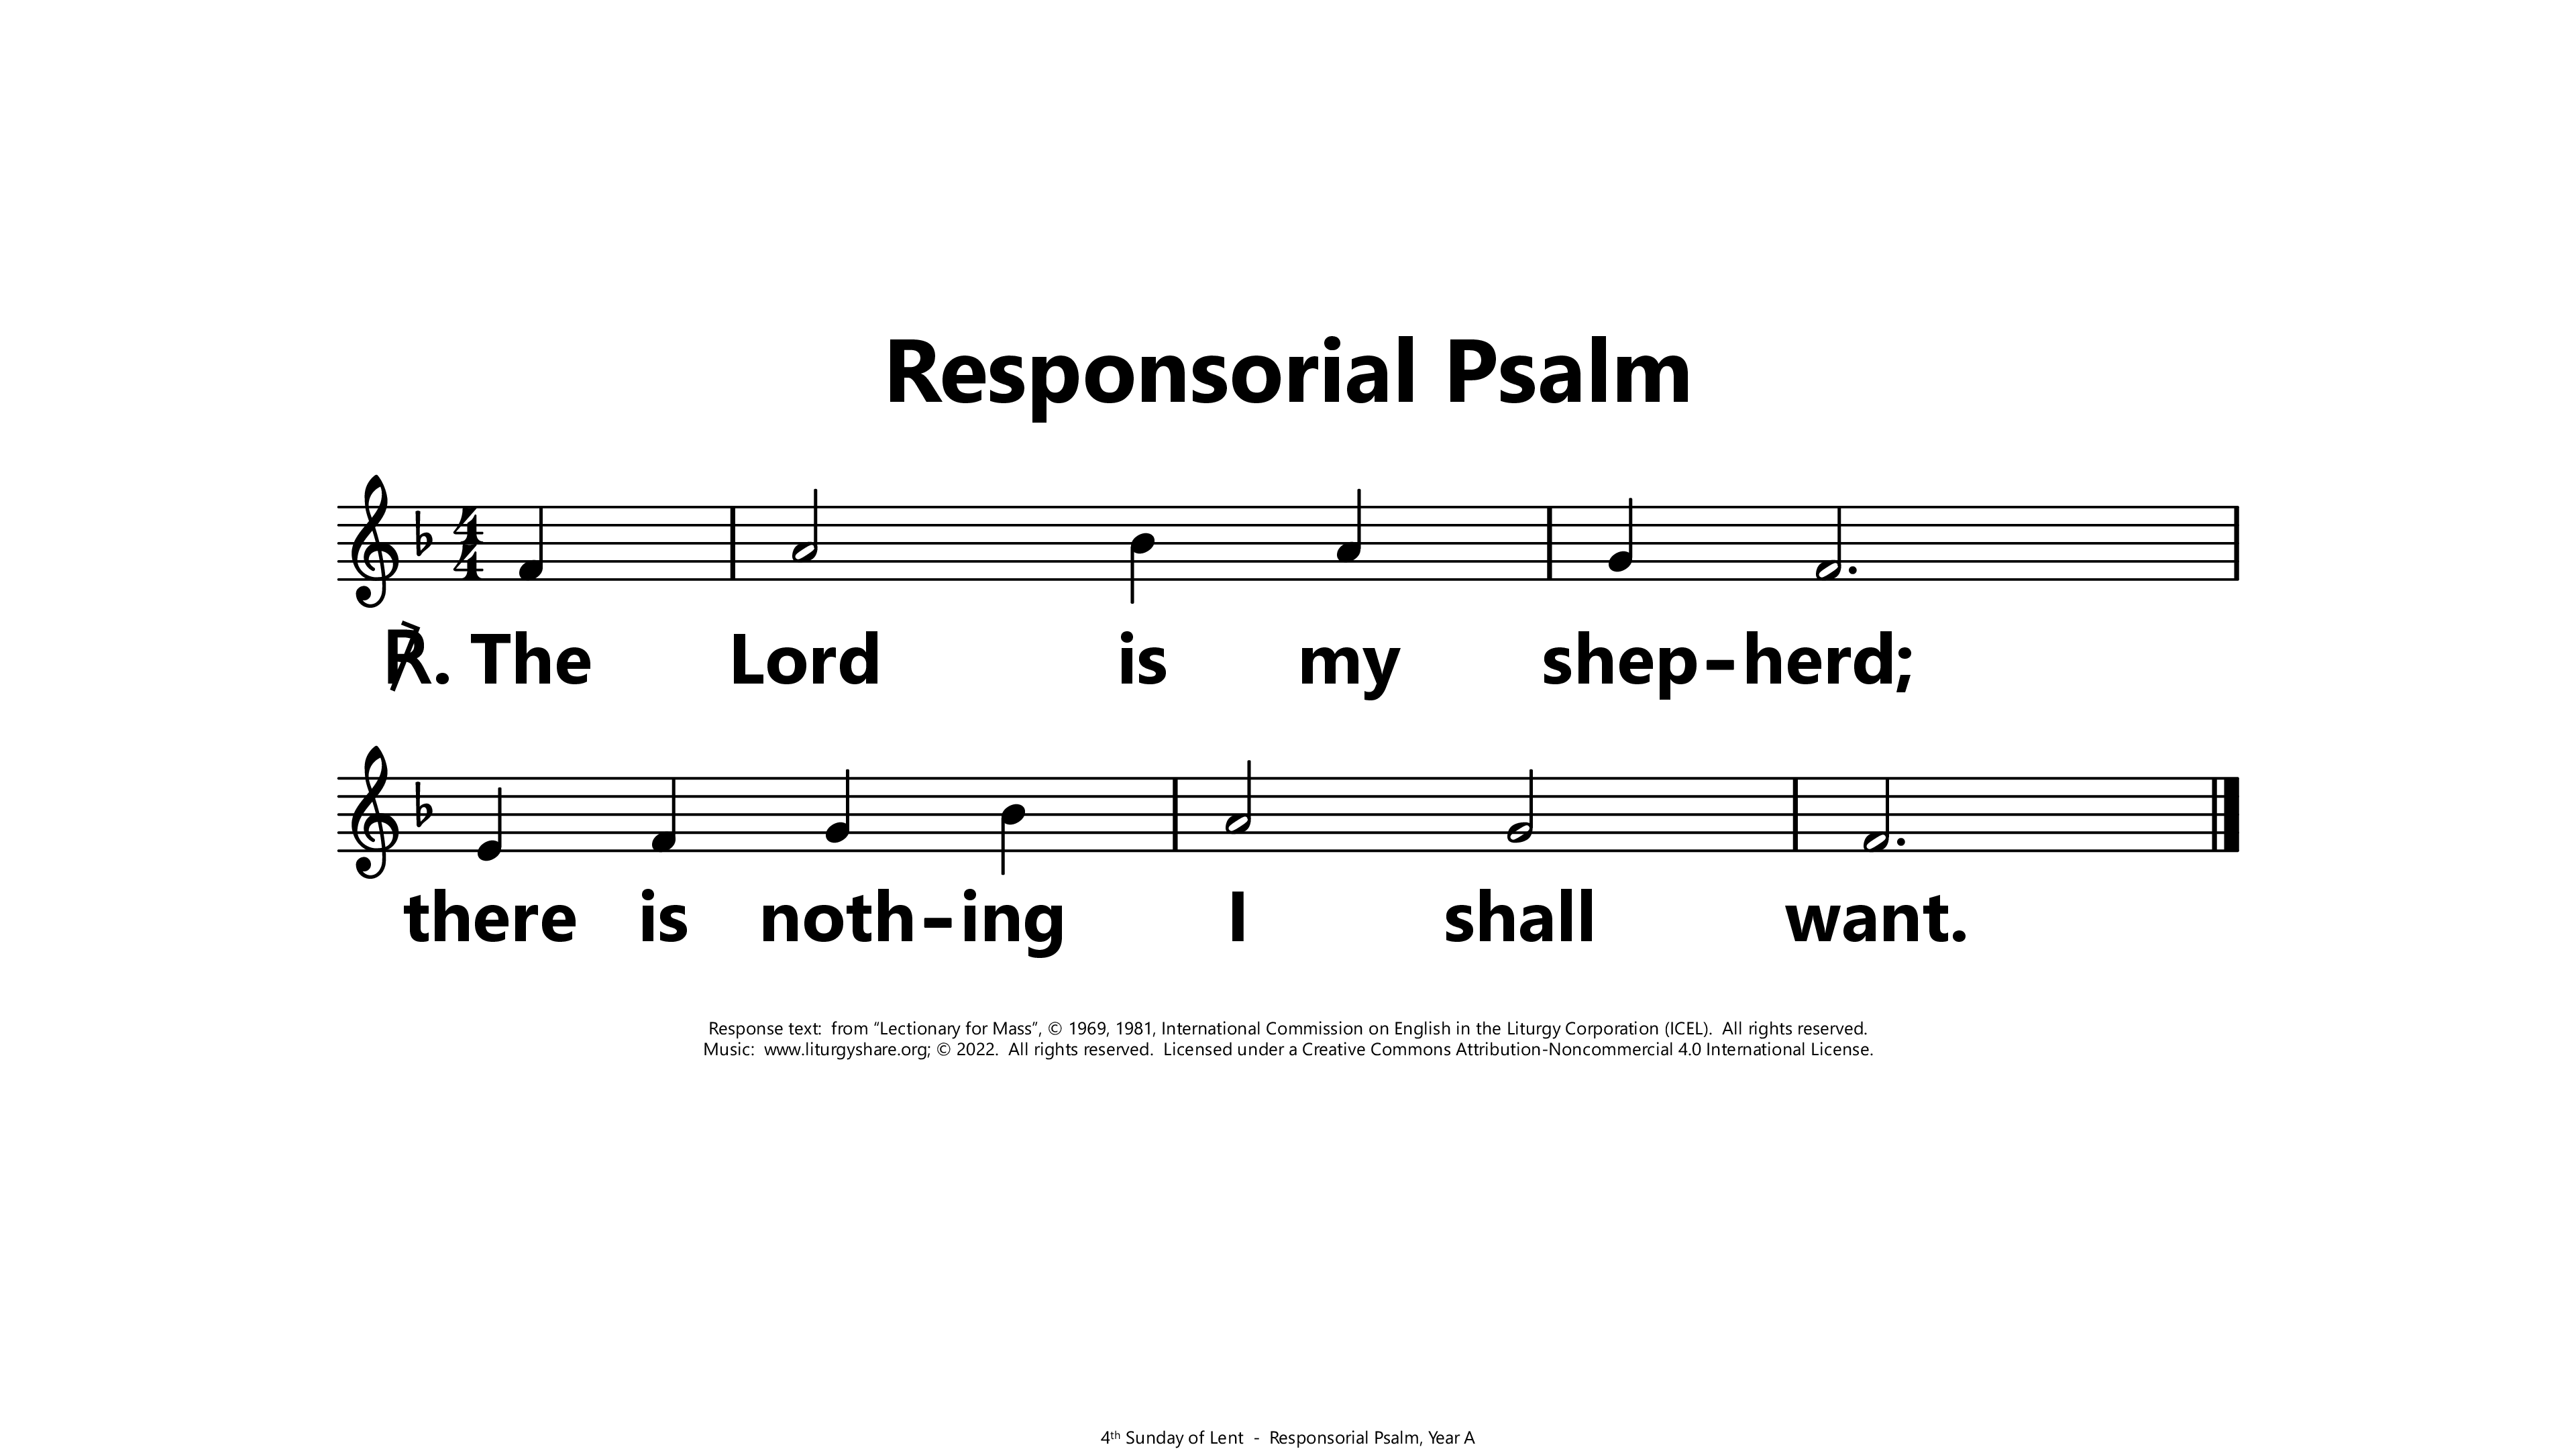 Responsorial Psalm
℟. The Lord is my shep-herd;
there is noth-ing I shall want.
Response text:  from “Lectionary for Mass”, © 1969, 1981, International Commission on English in the Liturgy Corporation (ICEL).  All rights reserved.
Music:  www.liturgyshare.org; © 2022.  All rights reserved.  Licensed under a Creative Commons Attribution-Noncommercial 4.0 International License.
4th Sunday of Lent  -  Responsorial Psalm, Year A